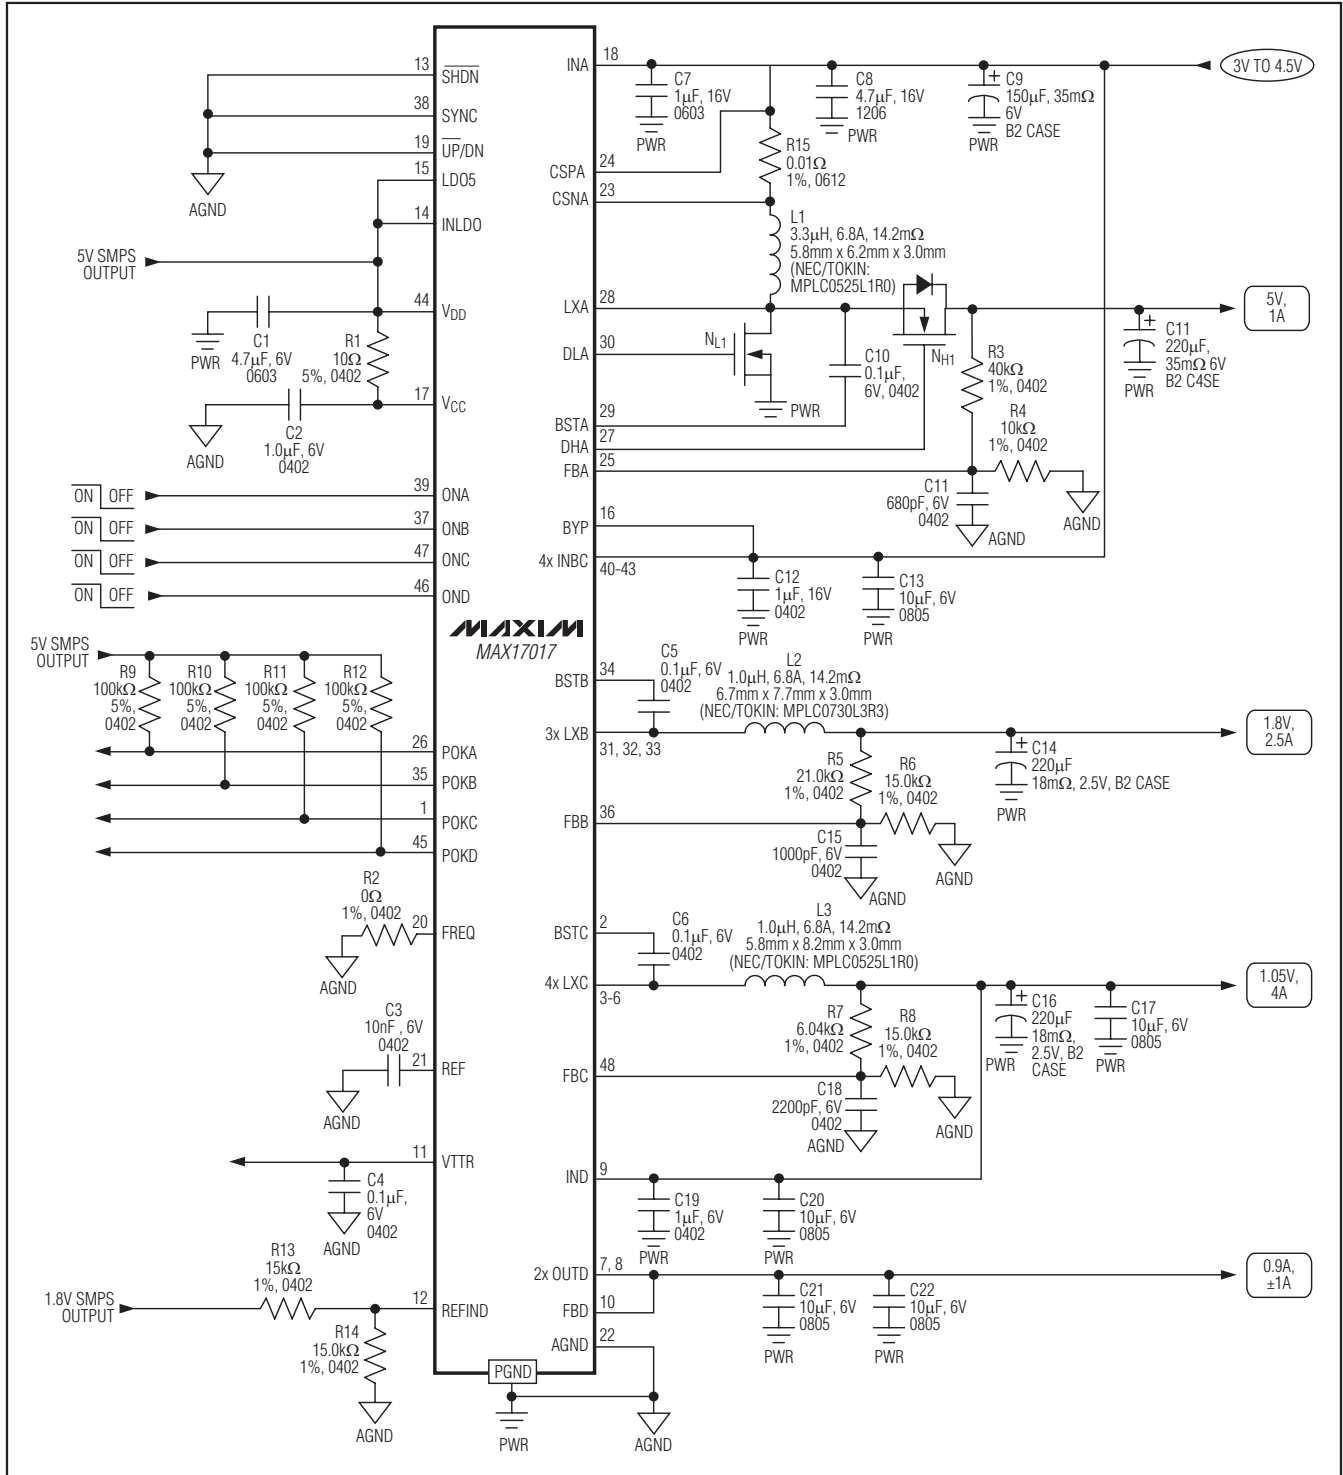 13
SHDN
38
SYNC
19
UP/DN
15
LDO5
AGND
14
INLDO
5V SMPS
OUTPUT
44
VDD
PWR
C1
4.7µF, 6V
0603
R1
10Ω
5%, 0402
17
VCC
AGND
C2
1.0µF, 6V
0402
ON OFF
39
ONA
ON OFF
37
ONB
ON OFF
47
ONC
ON OFF
46
OND
MAXIM
MAX17017
5V SMPS
OUTPUT
R9
100kΩ
5%,
0402
R10
100kΩ
5%,
0402
R11
100kΩ
5%,
0402
R12
100kΩ
5%,
0402
26
POKA
35
POKB
1
POKC
45
POKD
R2
0Ω
1%, 0402
20
FREQ
AGND
C3
10nF , 6V
0402
21
REF
AGND
11
VTTR
C4
0.1µF,
6V
0402
AGND
R13
15kΩ
1%, 0402
1.8V SMPS
OUTPUT
12
REFIND
R14
15.0kΩ
1%, 0402
AGND
PGND
PWR
AGND
INA
18
3V TO 4.5V
C7
1µF, 16V
0603
PWR
C8
4.7µF, 16V
1206
PWR
+
C9
150µF, 35mΩ
6V
B2 CASE
PWR
R15
0.01Ω
1%, 0612
CSPA
24
CSNA
23
L1
3.3µH, 6.8A, 14.2mΩ
5.8mm x 6.2mm x 3.0mm
(NEC/TOKIN:
MPLC0525L1R0)
LXA
28
5V,
1A
DLA
30
NL1
PWR
C10
0.1µF,
6V, 0402
NH1
R3
40kΩ
1%, 0402
+
C11
220µF,
35mΩ 6V
B2 C4SE
PWR
R4
10kΩ
1%, 0402
AGND
BSTA
29
DHA
27
FBA
25
C11
680pF, 6V
0402
AGND
BYP
16
4x INBC
40-43
C12
1µF, 16V
0402
PWR
C13
10µF, 6V
0805
PWR
BSTB
34
C5
0.1µF, 6V
0402
L2
1.0µH, 6.8A, 14.2mΩ
6.7mm x 7.7mm x 3.0mm
(NEC/TOKIN: MPLC0730L3R3)
3x LXB
31, 32, 33
1.8V,
2.5A
R5
21.0kΩ
1%, 0402
R6
15.0kΩ
1%, 0402
+
C14
220µF
18mΩ, 2.5V, B2 CASE
PWR
FBB
36
C15
1000pF, 6V
0402
AGND
AGND
BSTC
2
C6
0.1µF, 6V
0402
L3
1.0µH, 6.8A, 14.2mΩ
5.8mm x 8.2mm x 3.0mm
(NEC/TOKIN: MPLC0525L1R0)
4x LXC
3-6
1.05V,
4A
R7
6.04kΩ
1%, 0402
R8
15.0kΩ
1%, 0402
+
C16
220µF
18mΩ,
2.5V, B2
CASE
PWR
C17
10µF, 6V
0805
PWR
FBC
48
C18
2200pF, 6V
0402
AGND
AGND
IND
9
C19
1µF, 6V
0402
PWR
C20
10µF, 6V
0805
PWR
2x OUTD
7, 8
0.9A,
±1A
FBD
10
C21
10µF, 6V
0805
PWR
C22
10µF, 6V
0805
PWR
AGND
22